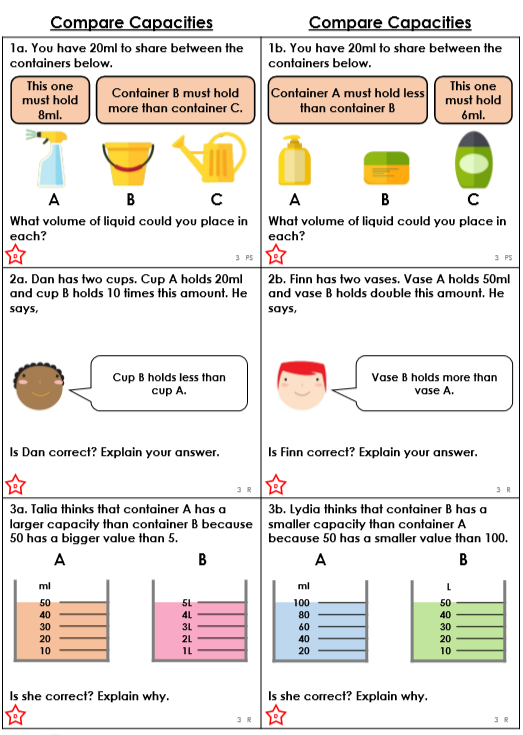 Compare Capacities
Compare Capacities
1a. You have 20ml to share between the
containers below.
This one
must hold
8ml.
Container B must hold
more than container C.
A
B
C
What volume of liquid could you place in
each?
D
3 PS
1b. You have 20ml to share between the
containers below.
Container A must hold less
than container B
This one
must hold
6ml.
A
B
C
What volume of liquid could you place in
each?
D
3 PS
2a. Dan has two cups. Cup A holds 20ml
and cup B holds 10 times this amount. He
says,
Cup B holds less than
cup A.
Is Dan correct? Explain your answer.
D
3 R
2b. Finn has two vases. Vase A holds 50ml
and vase B holds double this amount. He
says,
Vase B holds more than
vase A.
Is Finn correct? Explain your answer.
D
3 R
3a. Talia thinks that container A has a
larger capacity than container B because
50 has a bigger value than 5.
A
B
ml
50
40
30
20
10
5L
4L
3L
2L
1L
Is she correct? Explain why.
D
3 R
3b. Lydia thinks that container B has a
smaller capacity than container A
because 50 has a smaller value than 100.
A
B
ml
100
80
60
40
20
L
50
40
30
20
10
Is she correct? Explain why.
D
3 R